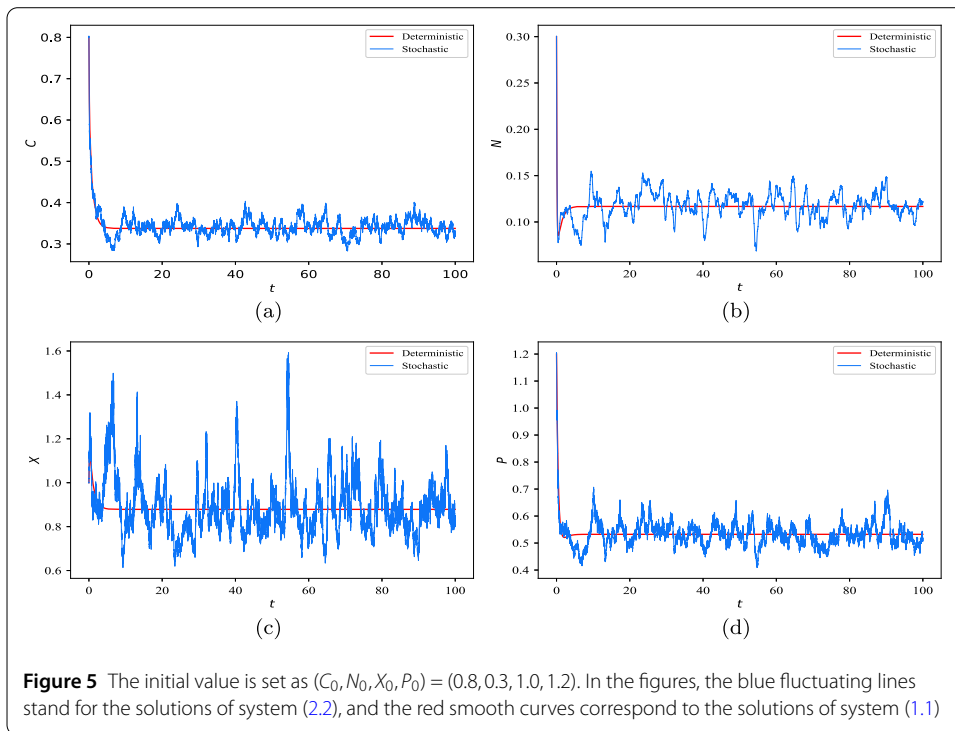 Deterministic
Stochastic
0.8
0.7
0.6
0.5
0.4
0.3
C
0 20 40 60 80 100
t
(a)
Deterministic
Stochastic
0.30
0.25
0.20
0.15
0.10
N
0 20 40 60 80 100
t
(b)
Deterministic
Stochastic
1.6
1.4
1.2
1.0
0.8
0.6
X
0 20 40 60 80 100
t
(c)
Deterministic
Stochastic
1.2
1.1
1.0
0.9
0.8
0.7
0.6
0.5
0.4
P
0 20 40 60 80 100
t
(d)
Figure 5 The initial value is set as (C₀, N₀, X₀, P₀) = (0.8, 0.3, 1.0, 1.2). In the figures, the blue fluctuating lines
stand for the solutions of system (2.2), and the red smooth curves correspond to the solutions of system (1.1)